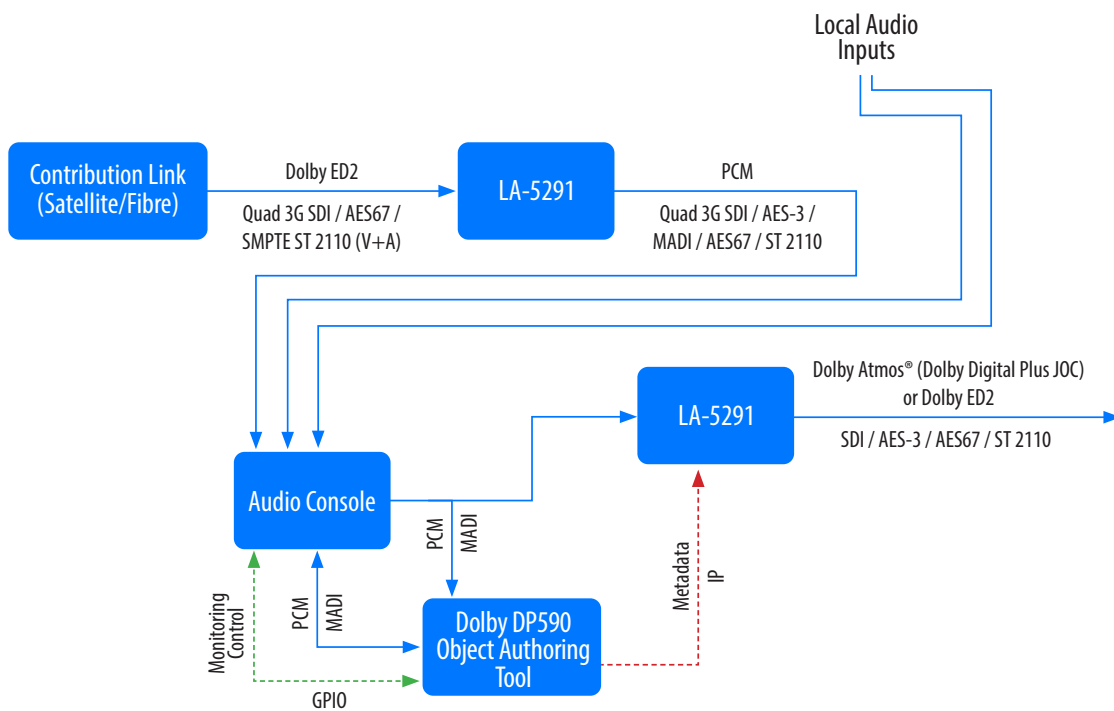 Local Audio
Inputs
Contribution Link
(Satellite/Fibre)
Dolby ED2
Quad 3G SDI / AES67 /
SMPTE ST 2110 (V+A)
LA-5291
PCM
Quad 3G SDI / AES-3 /
MADI / AES67 / ST 2110
LA-5291
Dolby Atmos® (Dolby Digital Plus JOC)
or Dolby ED2
SDI / AES-3 / AES67 / ST 2110
Audio Console
PCM
MADI
Monitoring
Control
PCM
MADI
Metadata
IP
Dolby DP590
Object Authoring
Tool
GPIO